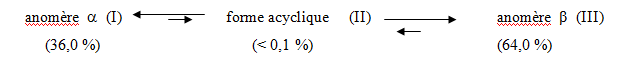 anomère α (I) forme acyclique (II) anomère β (III)
(36,0 %) (< 0,1 %) (64,0 %)